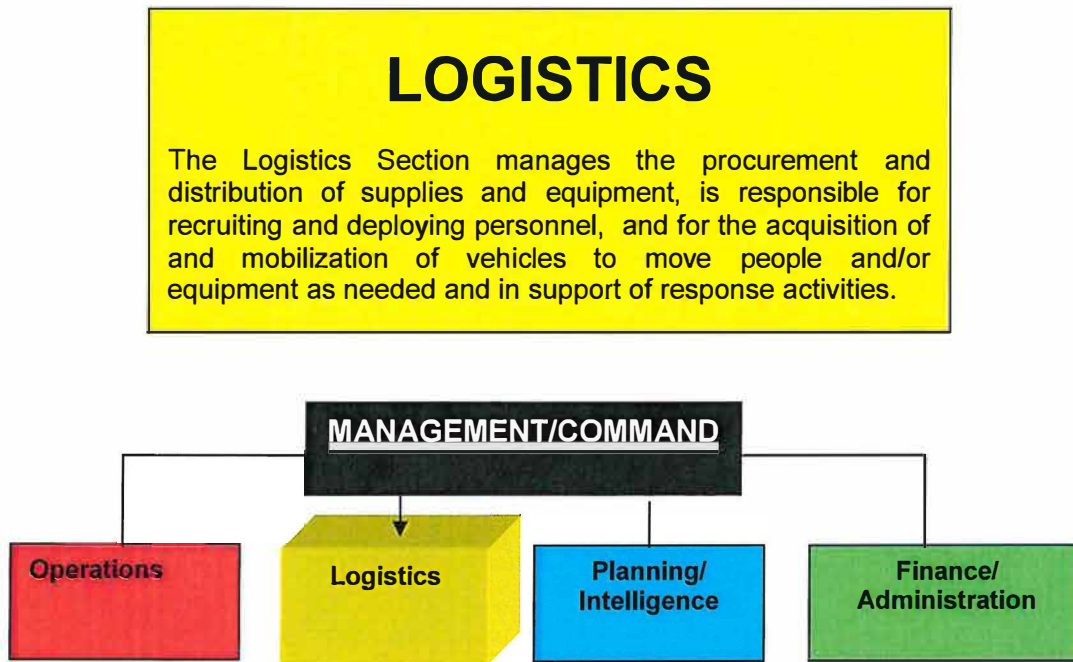 LOGISTICS
The Logistics Section manages the procurement and
distribution of supplies and equipment, is responsible for
recruiting and deploying personnel, and for the acquisition of
and mobilization of vehicles to move people and/or
equipment as needed and in support of response activities.
MANAGEMENT/COMMAND
Operations
Logistics
Planning/
Intelligence
Finance/
Administration